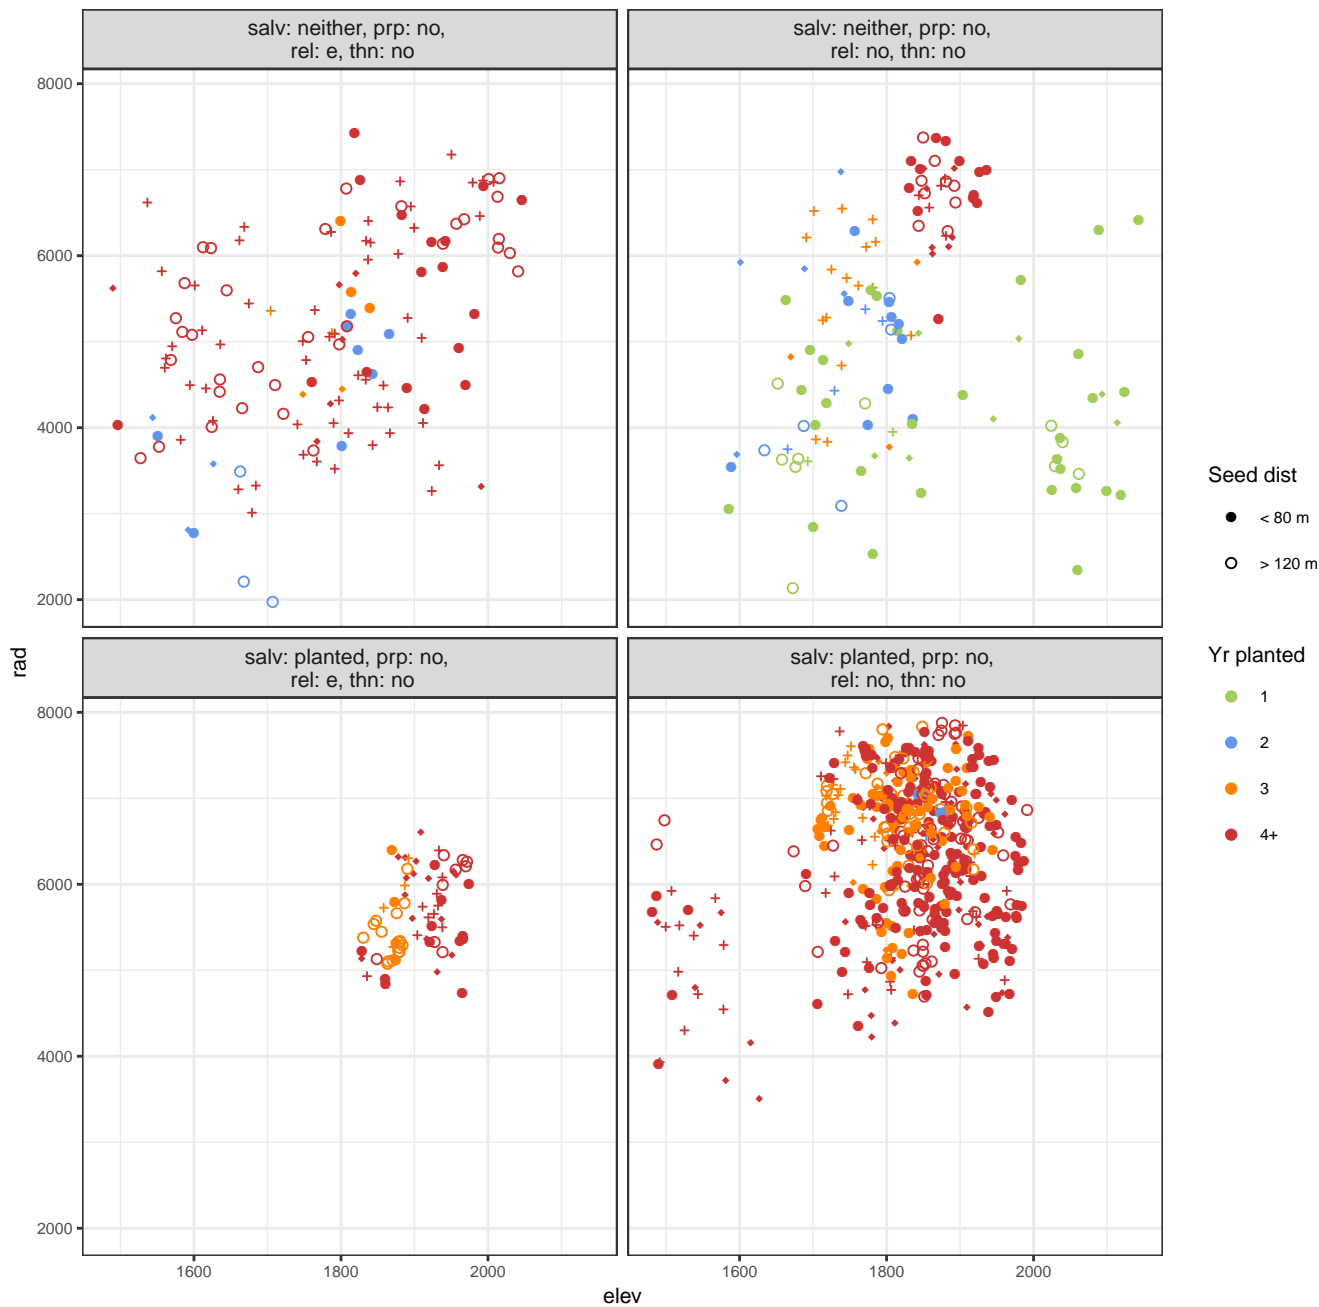 salv: neither, prp: no,
rel: e, thn: no
salv: neither, prp: no,
rel: no, thn: no
8000
6000
4000
2000
salv: planted, prp: no,
rel: e, thn: no
salv: planted, prp: no,
rel: no, thn: no
8000
6000
4000
2000
rad
1600
1800
2000
1600
1800
2000
elev
Seed dist
< 80 m
> 120 m
Yr planted
1
2
3
4+